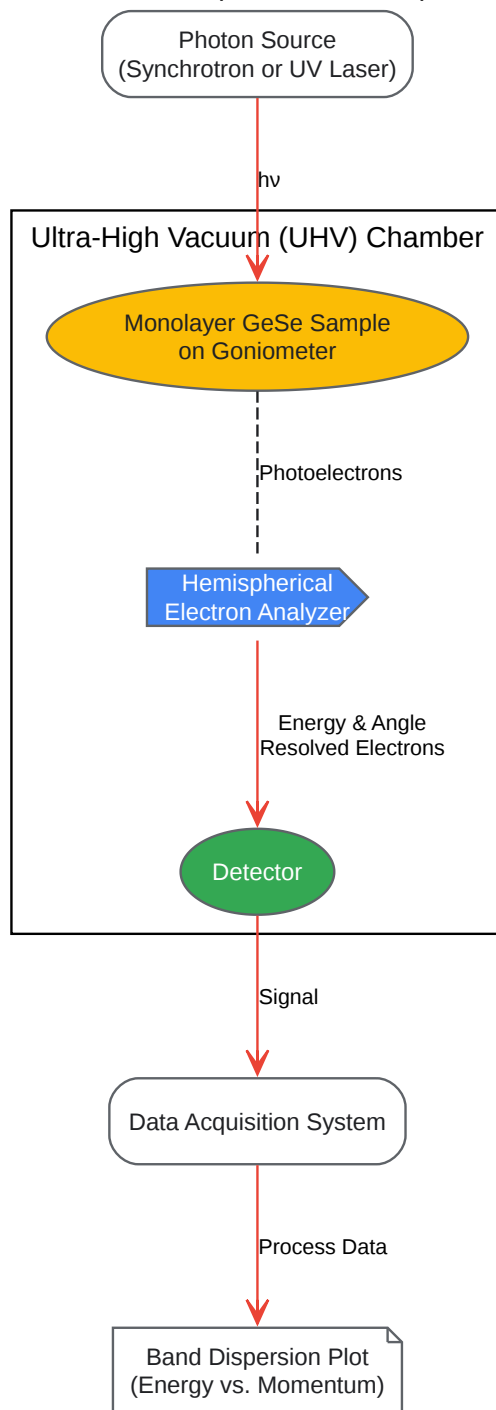 Photon Source
(Synchrotron or UV Laser)
hν
Ultra-High Vacuum (UHV) Chamber
Monolayer GeSe Sample
on Goniometer
Photoelectrons
Hemispherical
Electron Analyzer
Energy & Angle
Resolved Electrons
Detector
Signal
Data Acquisition System
Process Data
Band Dispersion Plot
(Energy vs. Momentum)